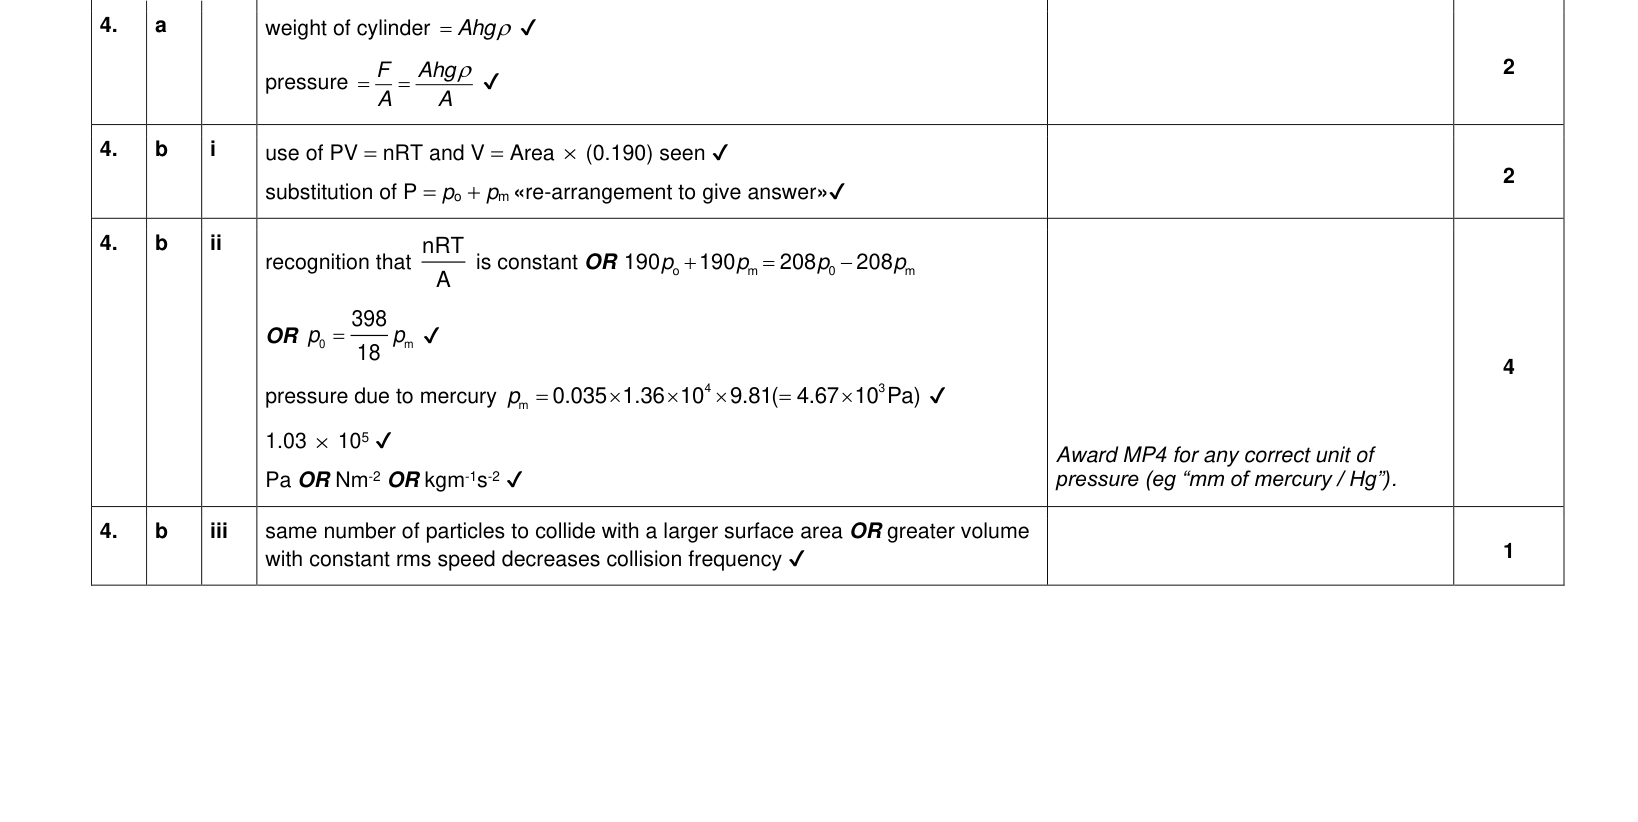 4. a weight of cylinder = Ahgρ ✓
pressure = F/A = Ahgρ/A ✓
2
4. b i use of PV = nRT and V = Area × (0.190) seen ✓
substitution of P = pₒ + pₘ «re-arrangement to give answer»✓
2
4. b ii recognition that nRT/A is constant OR 190pₒ + 190pₘ = 208p₀ − 208pₘ
OR p₀ = 398/18 pₘ ✓
pressure due to mercury pₘ = 0.035×1.36×10⁴×9.81(= 4.67×10³Pa) ✓
1.03 × 10⁵ ✓
Pa OR Nm⁻² OR kgm⁻¹s⁻² ✓
Award MP4 for any correct unit of
pressure (eg “mm of mercury / Hg”).
4
4. b iii same number of particles to collide with a larger surface area OR greater volume
with constant rms speed decreases collision frequency ✓
1